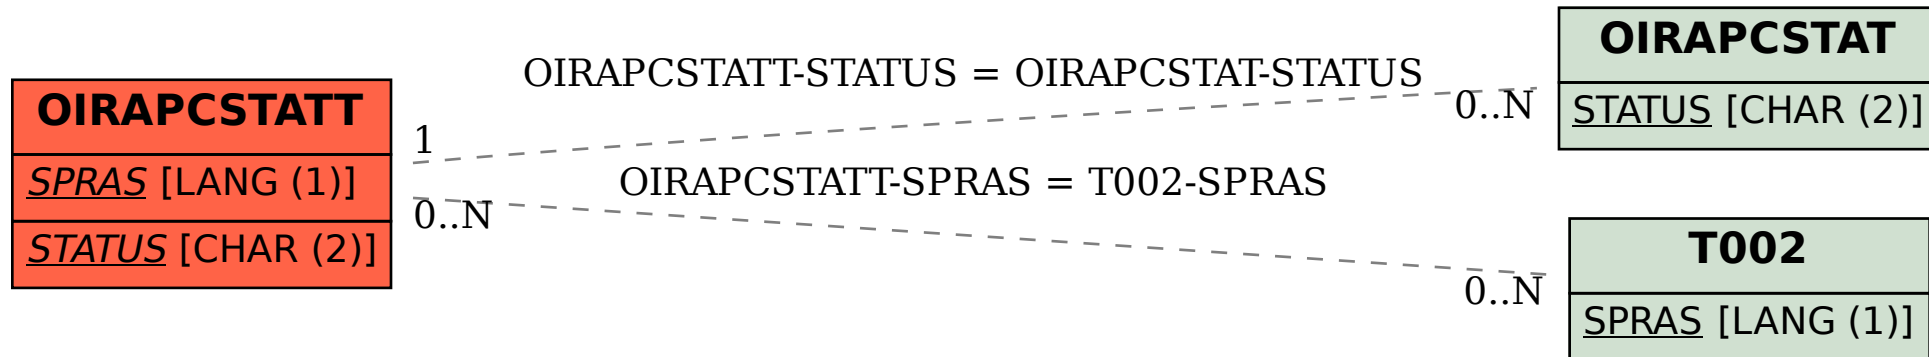 OIRAPCSTATT
SPRAS [LANG (1)]
STATUS [CHAR (2)]
OIRAPCSTATT-STATUS = OIRAPCSTAT-STATUS
1
0..N
OIRAPCSTATT-SPRAS = T002-SPRAS
0..N
0..N
OIRAPCSTAT
STATUS [CHAR (2)]
T002
SPRAS [LANG (1)]